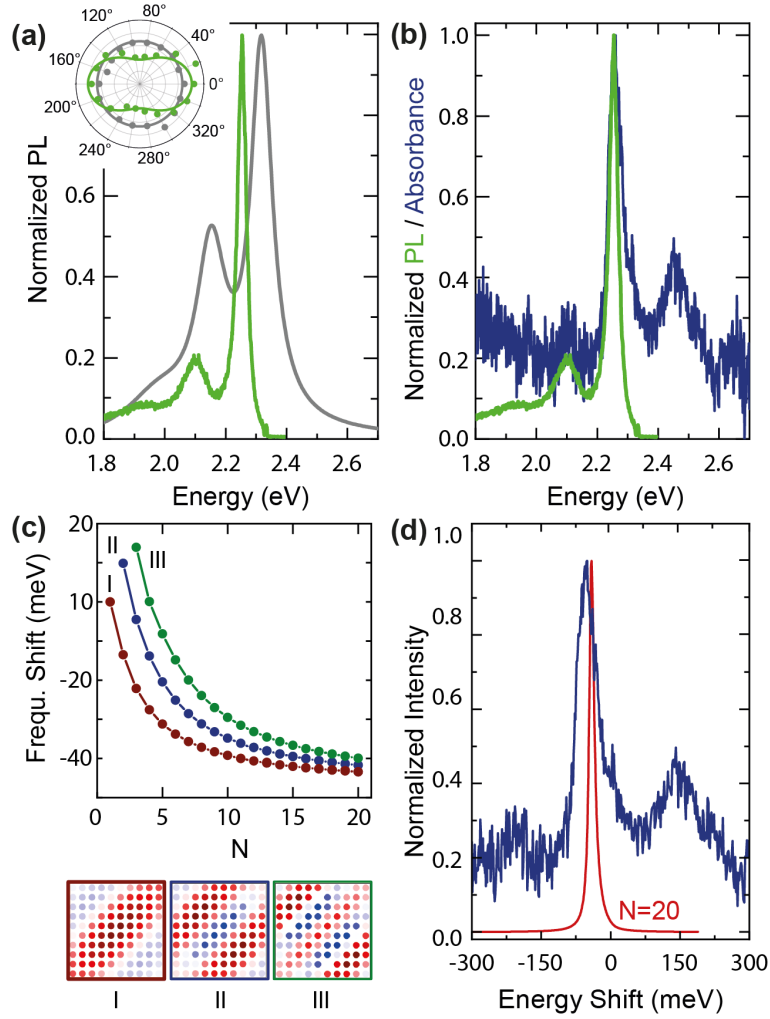 (a)
80°
120°
160°
40°
0°
200°
320°
240°
280°
Normalized PL
0.6
0.4
0.2
0.0
1.8
2.0
2.2
2.4
2.6
Energy (eV)
(b)
1.0
0.8
0.6
0.4
0.2
0.0
Normalized PL / Absorbance
1.8
2.0
2.2
2.4
2.6
Energy (eV)
(c)
20
10
-20
-40
Frequ. Shift (meV)
II
III
I
0
5
10
15
20
N
I
II
III
(d)
1.0
0.8
0.6
0.4
0.2
0.0
Normalized Intensity
N=20
-300
-150
0
150
300
Energy Shift (meV)